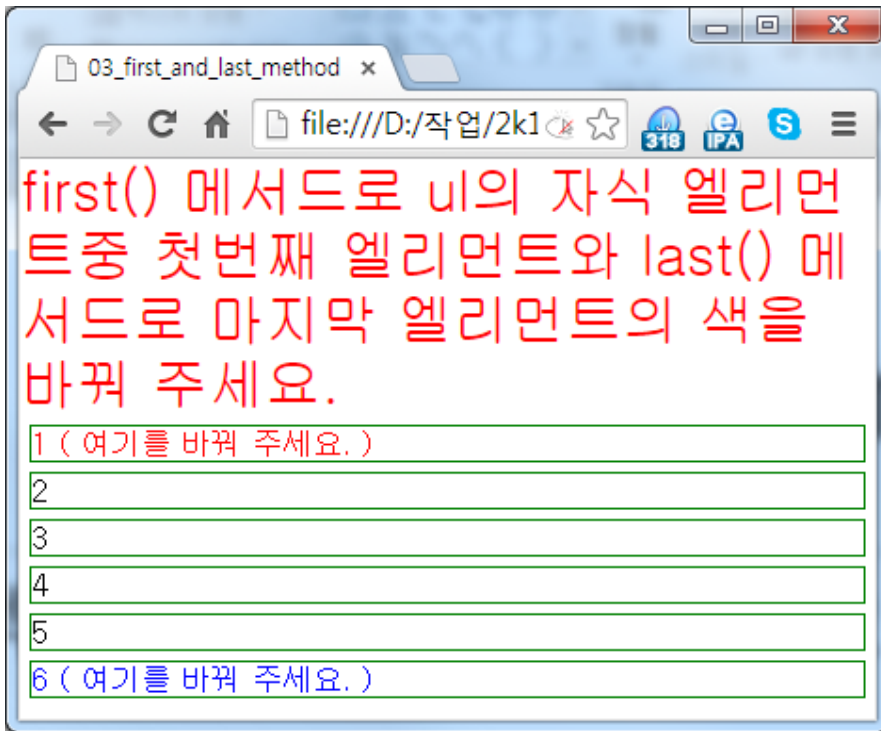 03_first_and_last_method
file:///D:/작업/2k1
318
IPA
first() 메서드로 ul의 자식 엘리먼
트중 첫번째 엘리먼트와 last() 메
서드로 마지막 엘리먼트의 색을
바꿔 주세요.
1 ( 여기를 바꿔 주세요. )
2
3
4
5
6 ( 여기를 바꿔 주세요. )